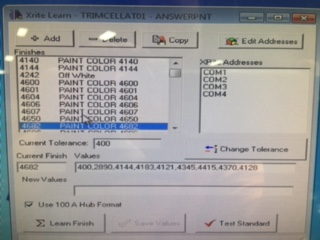 Xrite Learn - TRIMCELLAT01 - ANSWERPNT
Add Delete Copy Edit Addresses
Finishes
4140 PAINT COLOR 4140
4144 PAINT COLOR 4144
4242 Off White
4600 PAINT COLOR 4600
4601 PAINT COLOR 4601
4604 PAINT COLOR 4604
4606 PAINT COLOR 4606
4607 PAINT COLOR 4607
4650 PAINT COLOR 4650
4682 PAINT COLOR 4682
Addresses
COM1
COM2
COM3
COM4
Current Tolerance: 400
Change Tolerance
Current Finish Values
4682 400,2890,4144,4183,4121,4345,4415,4370,4128
New Values
Use 100 A Hub Format
Learn Finish Save Values Test Standard